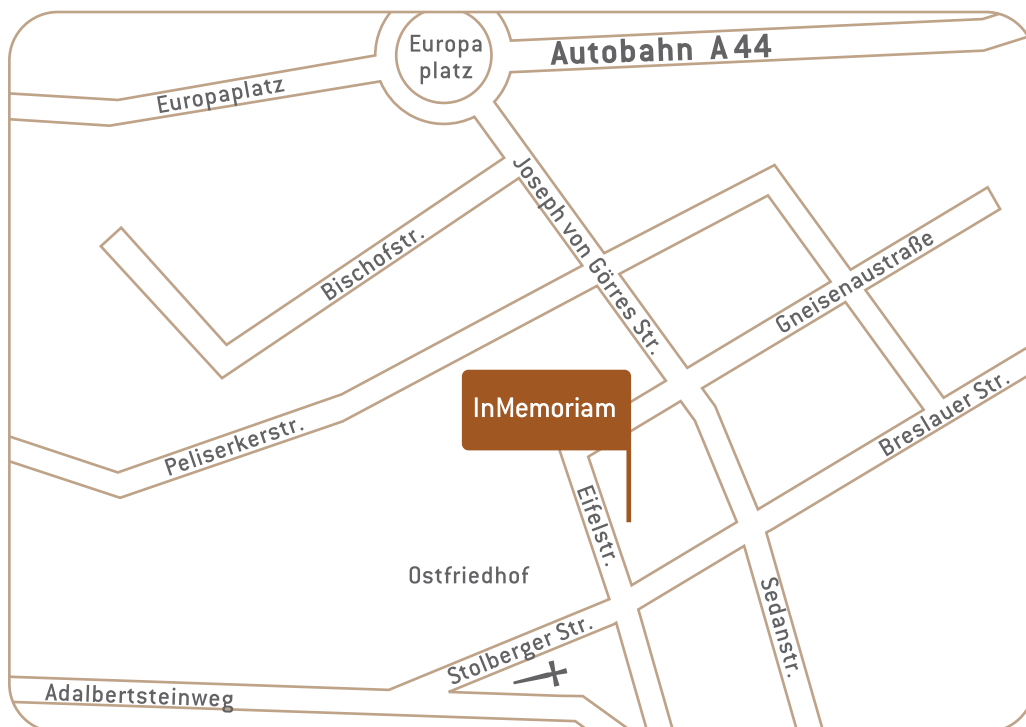 Europa
platz
Autobahn A 44
Europaplatz
Joseph von Görres Str.
Bischofstr.
Gneisenaustraße
InMemoriam
Breslauer Str.
Peliserkerstr.
Eifelstr.
Ostfriedhof
Sedanstr.
Stolberger Str.
Adalbertsteinweg